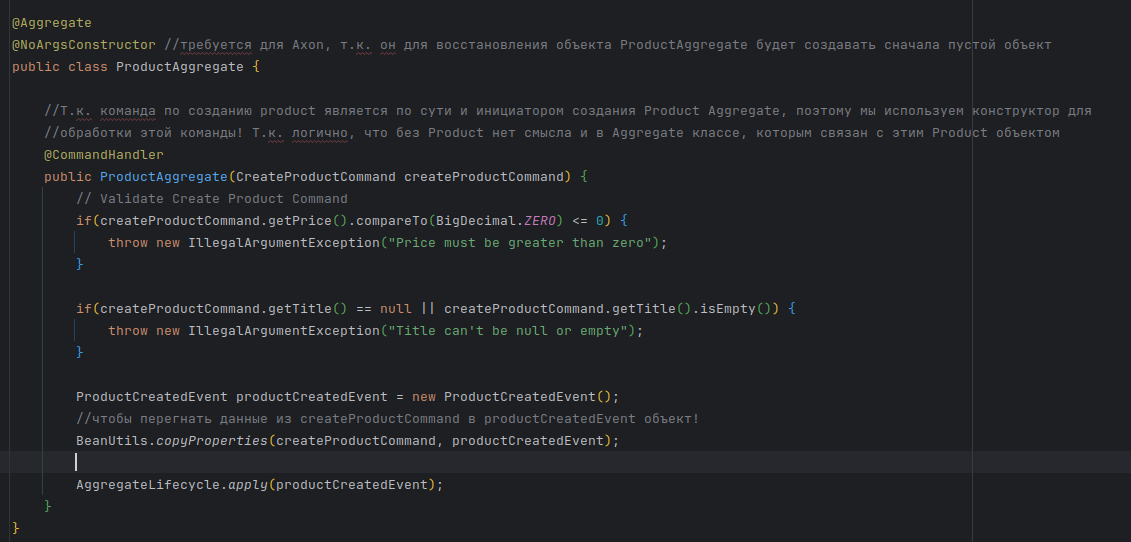 @Aggregate
@NoArgsConstructor //требуется для Axon, т.к. он для восстановления объекта ProductAggregate будет создавать сначала пустой объект
public class ProductAggregate {
//Т.к. команда по созданию product является по сути и инициатором создания Product Aggregate, поэтому мы используем конструктор для
//обработки этой команды! Т.к. логично, что без Product нет смысла и в Aggregate классе, которым связан с этим Product объектом
@CommandHandler
public ProductAggregate(CreateProductCommand createProductCommand) {
// Validate Create Product Command
if(createProductCommand.getPrice().compareTo(BigDecimal.ZERO) <= 0) {
throw new IllegalArgumentException("Price must be greater than zero");
}
if(createProductCommand.getTitle() == null || createProductCommand.getTitle().isEmpty()) {
throw new IllegalArgumentException("Title can't be null or empty");
}
ProductCreatedEvent productCreatedEvent = new ProductCreatedEvent();
//чтобы перегнать данные из createProductCommand в productCreatedEvent объект!
BeanUtils.copyProperties(createProductCommand, productCreatedEvent);
AggregateLifecycle.apply(productCreatedEvent);
}
}